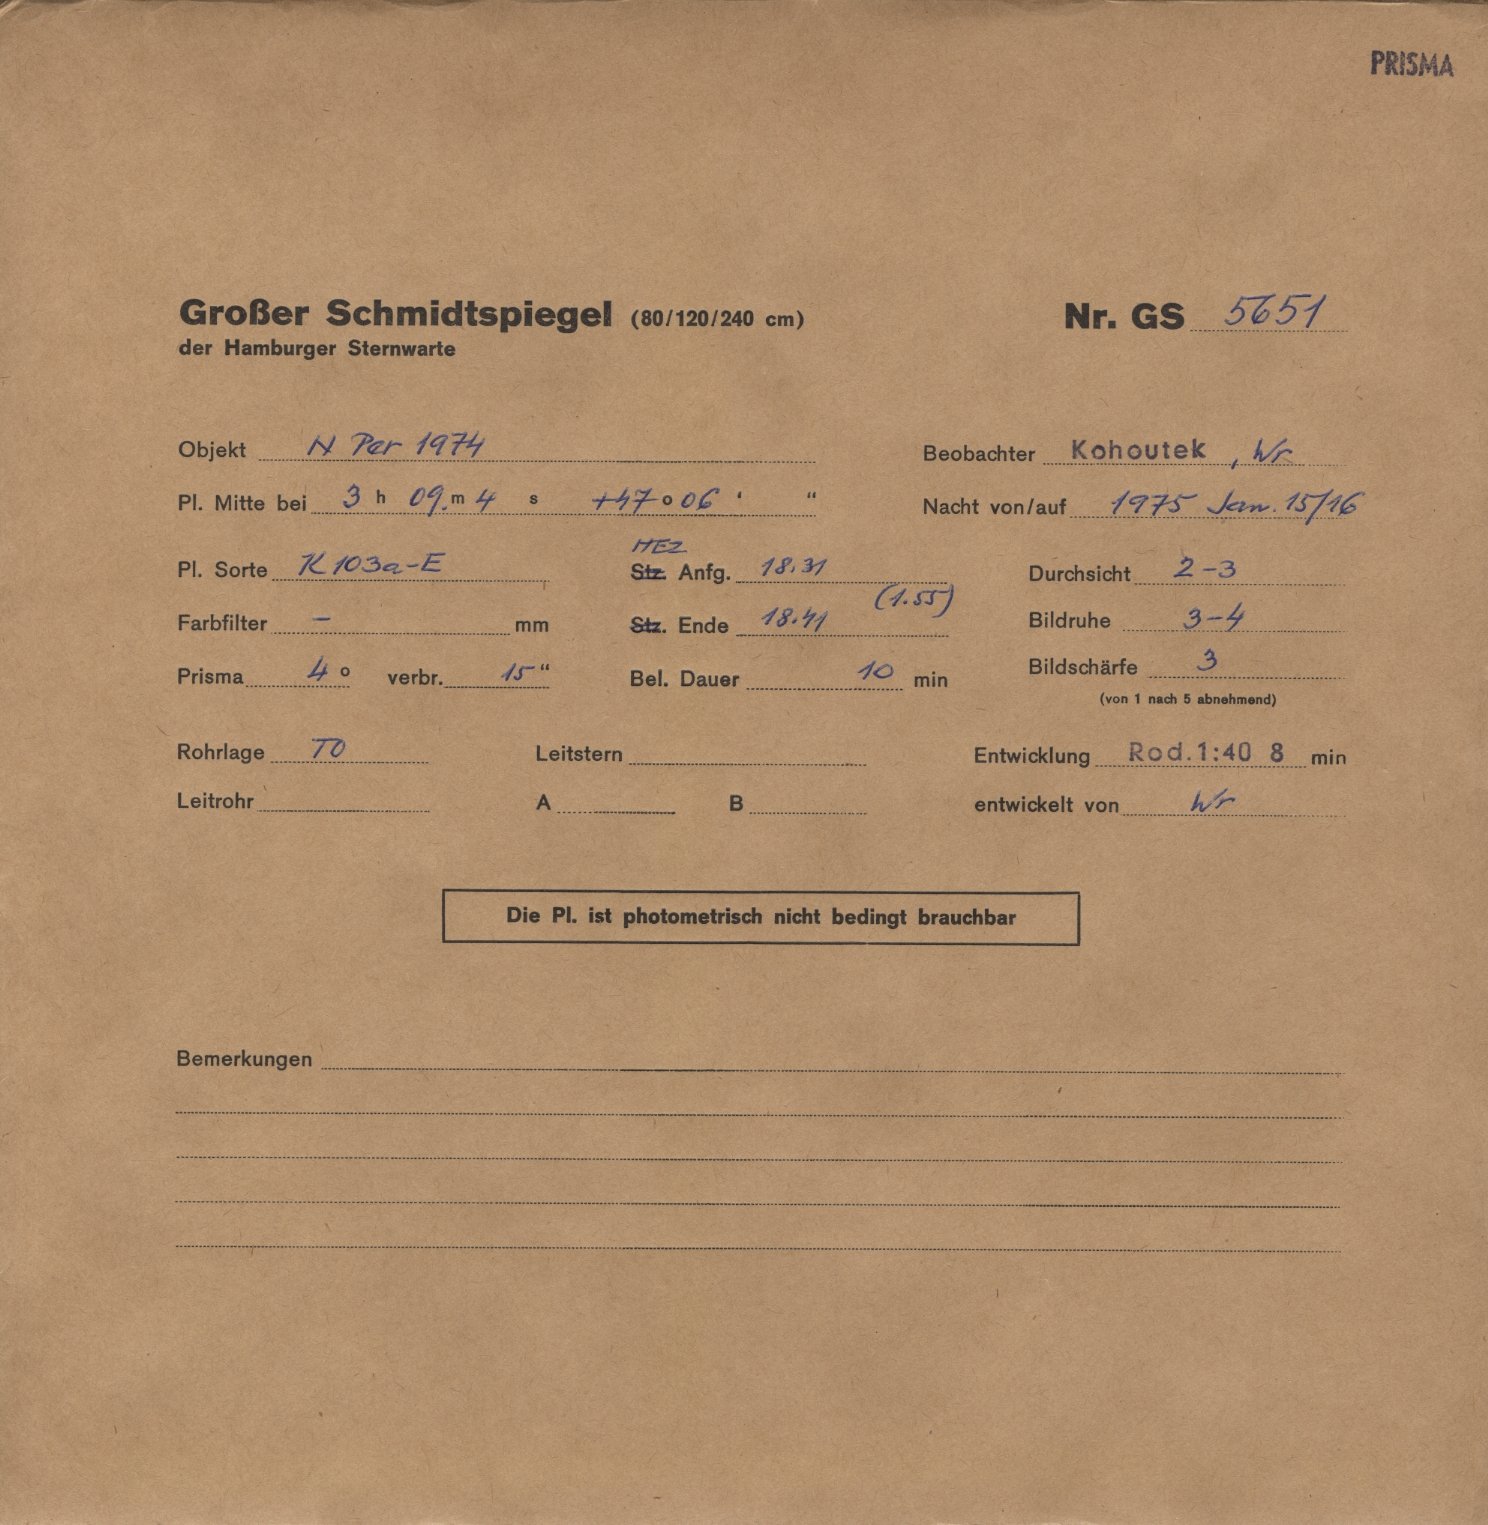 PRISMA
Großer Schmidtspiegel (80/120/240 cm) Nr. GS 5651
der Hamburger Sternwarte
Objekt N Per 1974 Beobachter Kohoutek, Wr
Pl. Mitte bei 3 h 09. m 4 s +47 o 06 ' “ Nacht von/auf 1975 Jan. 15/16
MEZ
Pl. Sorte K 103a-E Stz. Anfg. 18.31 Durchsicht 2-3
(1.55)
Farbfilter – mm Stz. Ende 18.41 Bildruhe 3-4
Prisma 4 o verbr. 15 “ Bel. Dauer 10 min Bildschärfe 3
(von 1 nach 5 abnehmend)
Rohrlage TO Leitstern Entwicklung Rod. 1:40 8 min
Leitrohr A B entwickelt von Wr
Die Pl. ist photometrisch nicht bedingt brauchbar
Bemerkungen